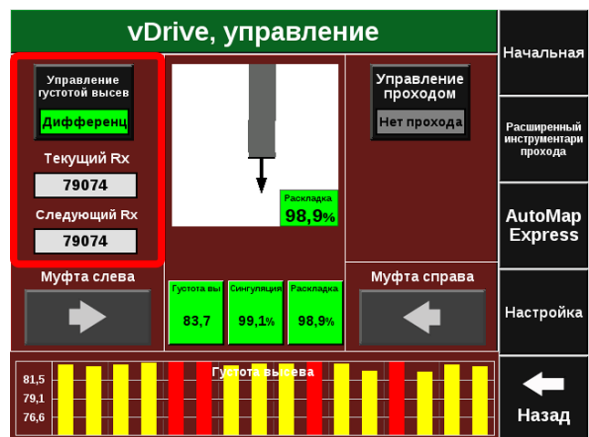 vDrive, управление
Управление
густотой высев
Дифференц
Текущий Rx
79074
Следующий Rx
79074
Муфта слева
Раскладка
98,9%
Густота вы
83,7
Сингуляция
99,1%
Раскладка
98,9%
Управление
проходом
Нет прохода
Муфта справа
Густота высева
81,5
79,1
76,6
Начальная
Расширенный
инструментари
прохода
AutoMap
Express
Настройка
Назад